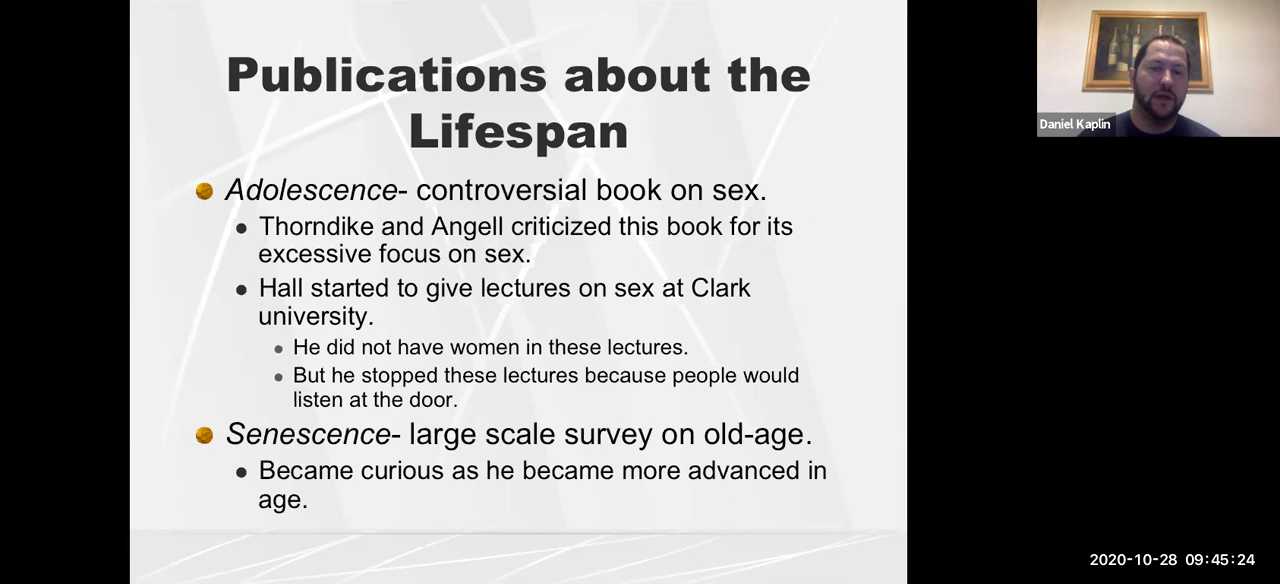 Publications about the
Lifespan
Adolescence- controversial book on sex.
Thorndike and Angell criticized this book for its
excessive focus on sex.
Hall started to give lectures on sex at Clark
university.
He did not have women in these lectures.
But he stopped these lectures because people would
listen at the door.
Senescence- large scale survey on old-age.
Became curious as he became more advanced in
age.
Daniel Kaplin
2020-10-28 09:45:24